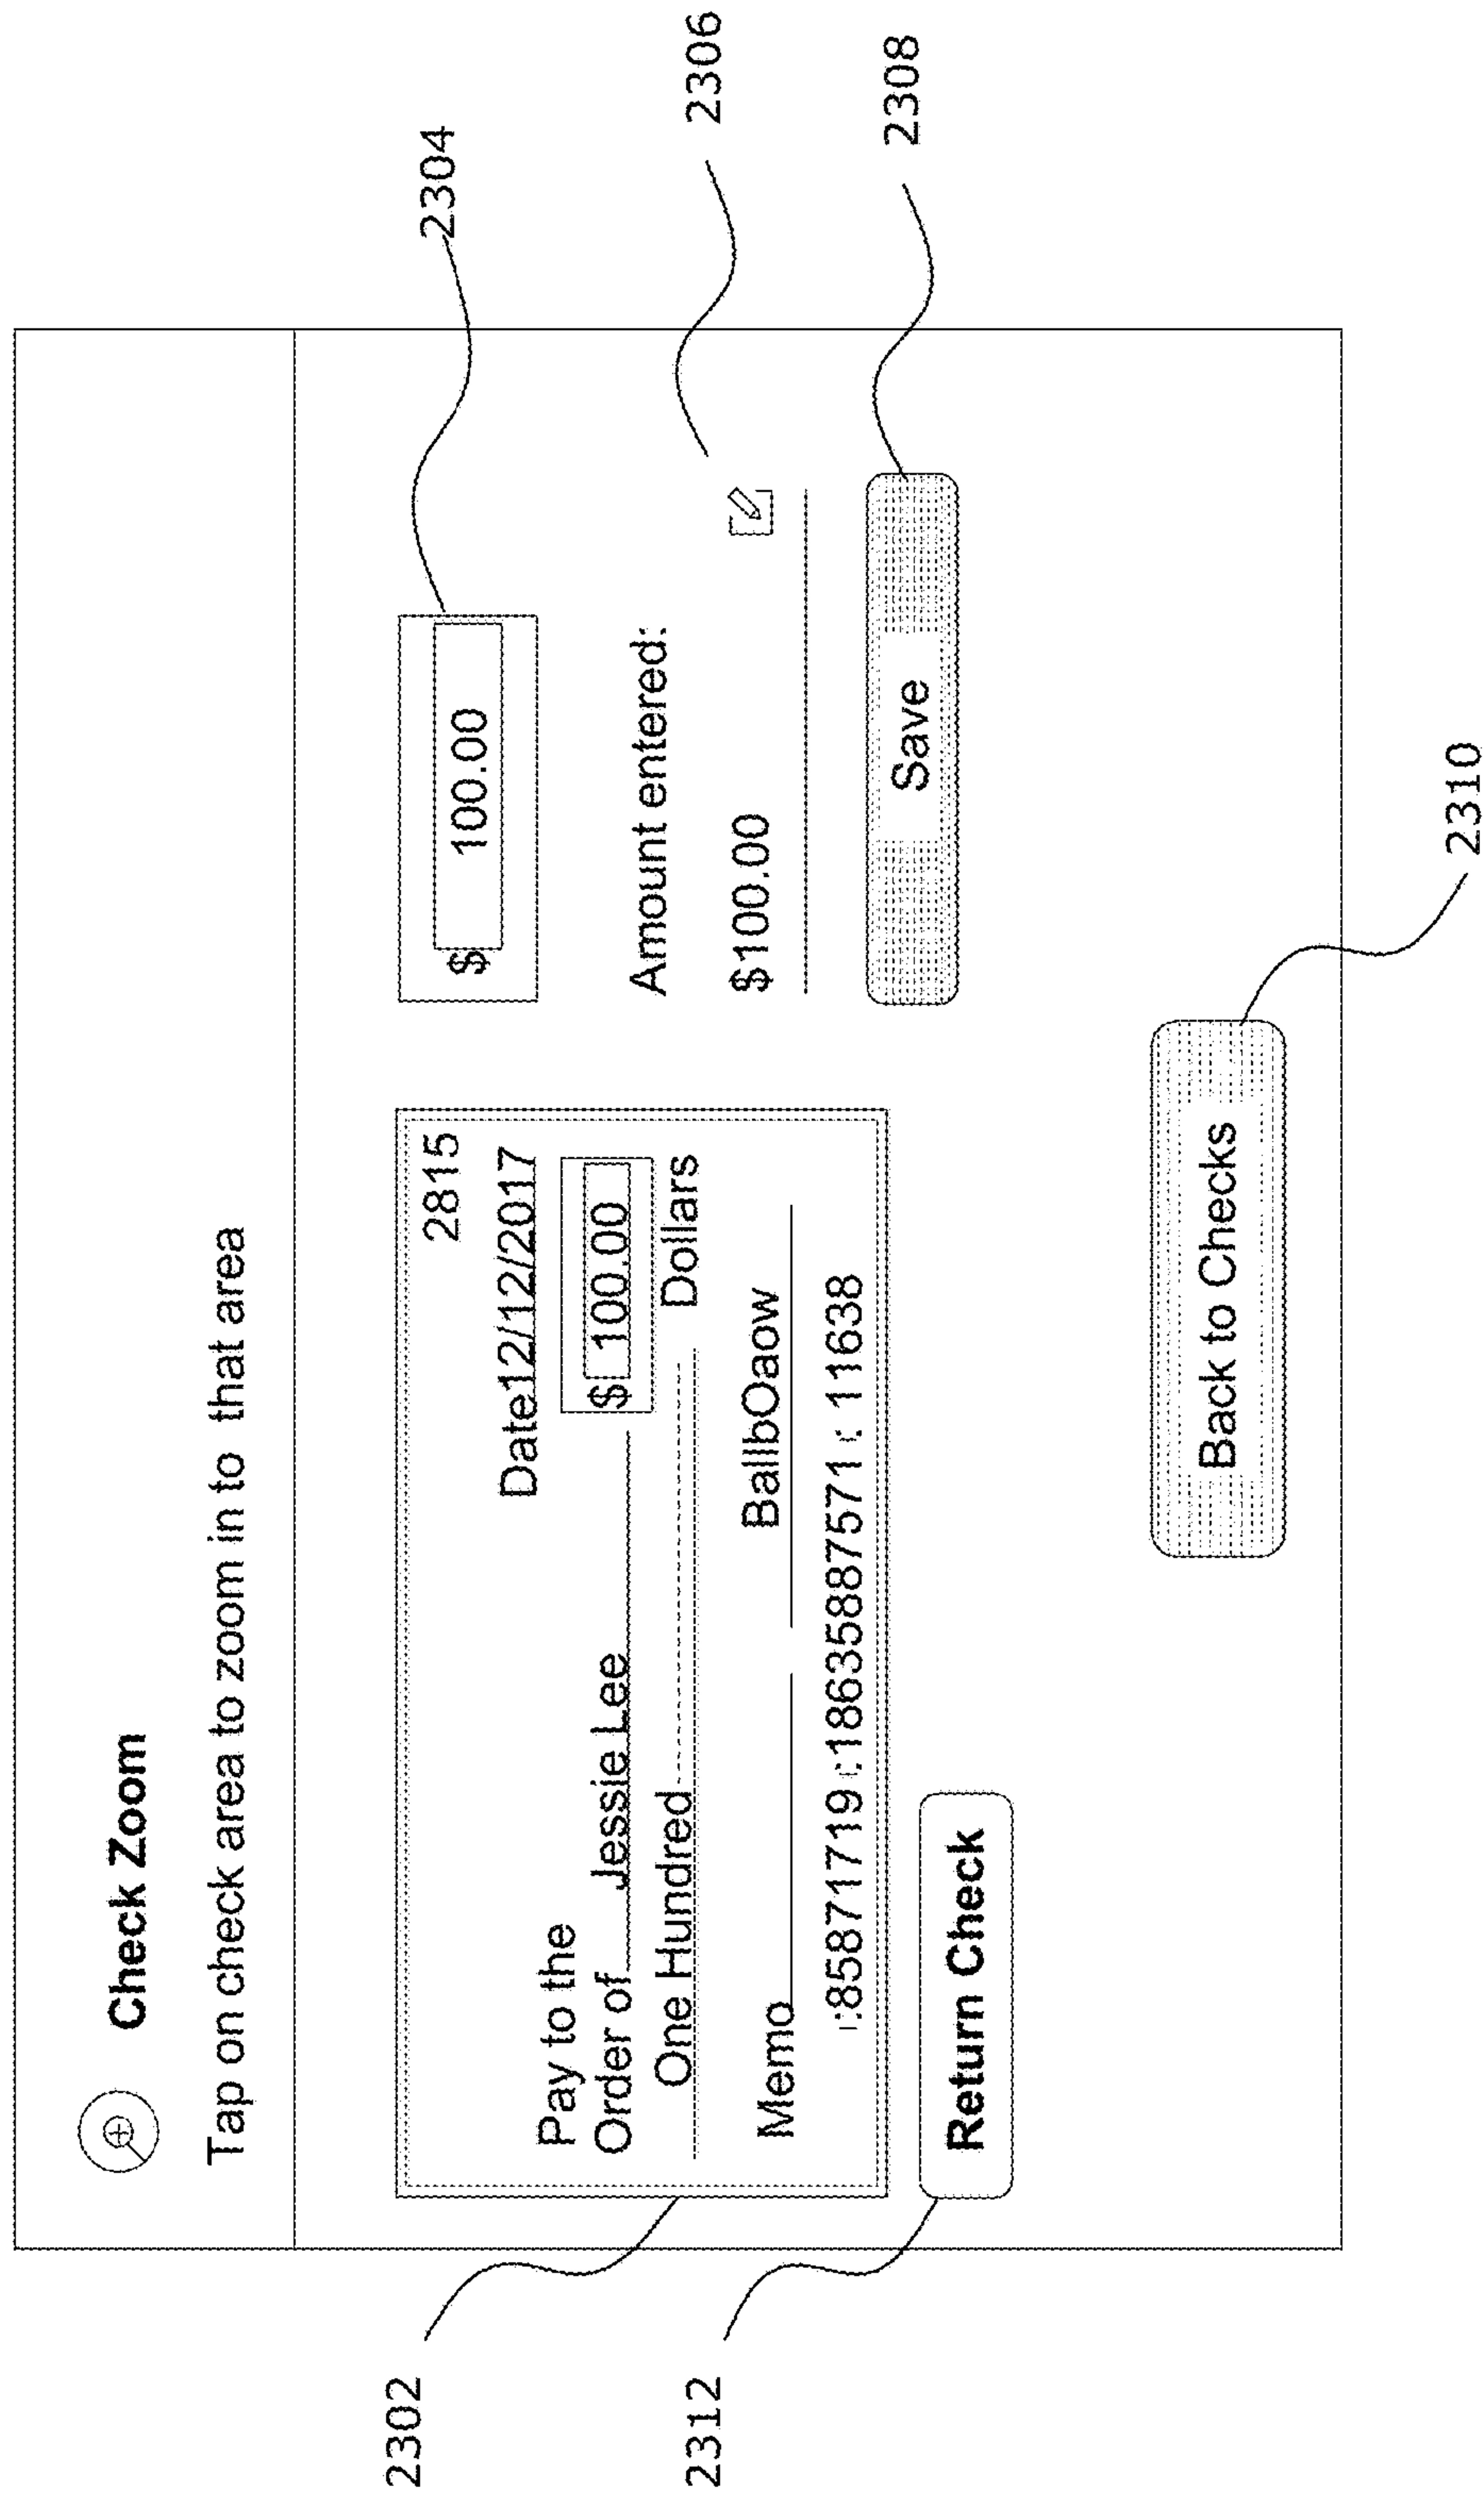 Check Zoom
Tap on check area to zoom in to that area
2302
2815
Date12/12/2017
Pay to the
Order of Jessie Lee
$ 100.00
One Hundred Dollars
Memo
BallbOaow
⑆85871719⑆18635887571⑆ 11638
2312
Return Check
$ 100.00
2304
Amount entered:
$100.00
2306
Save
2308
Back to Checks
2310